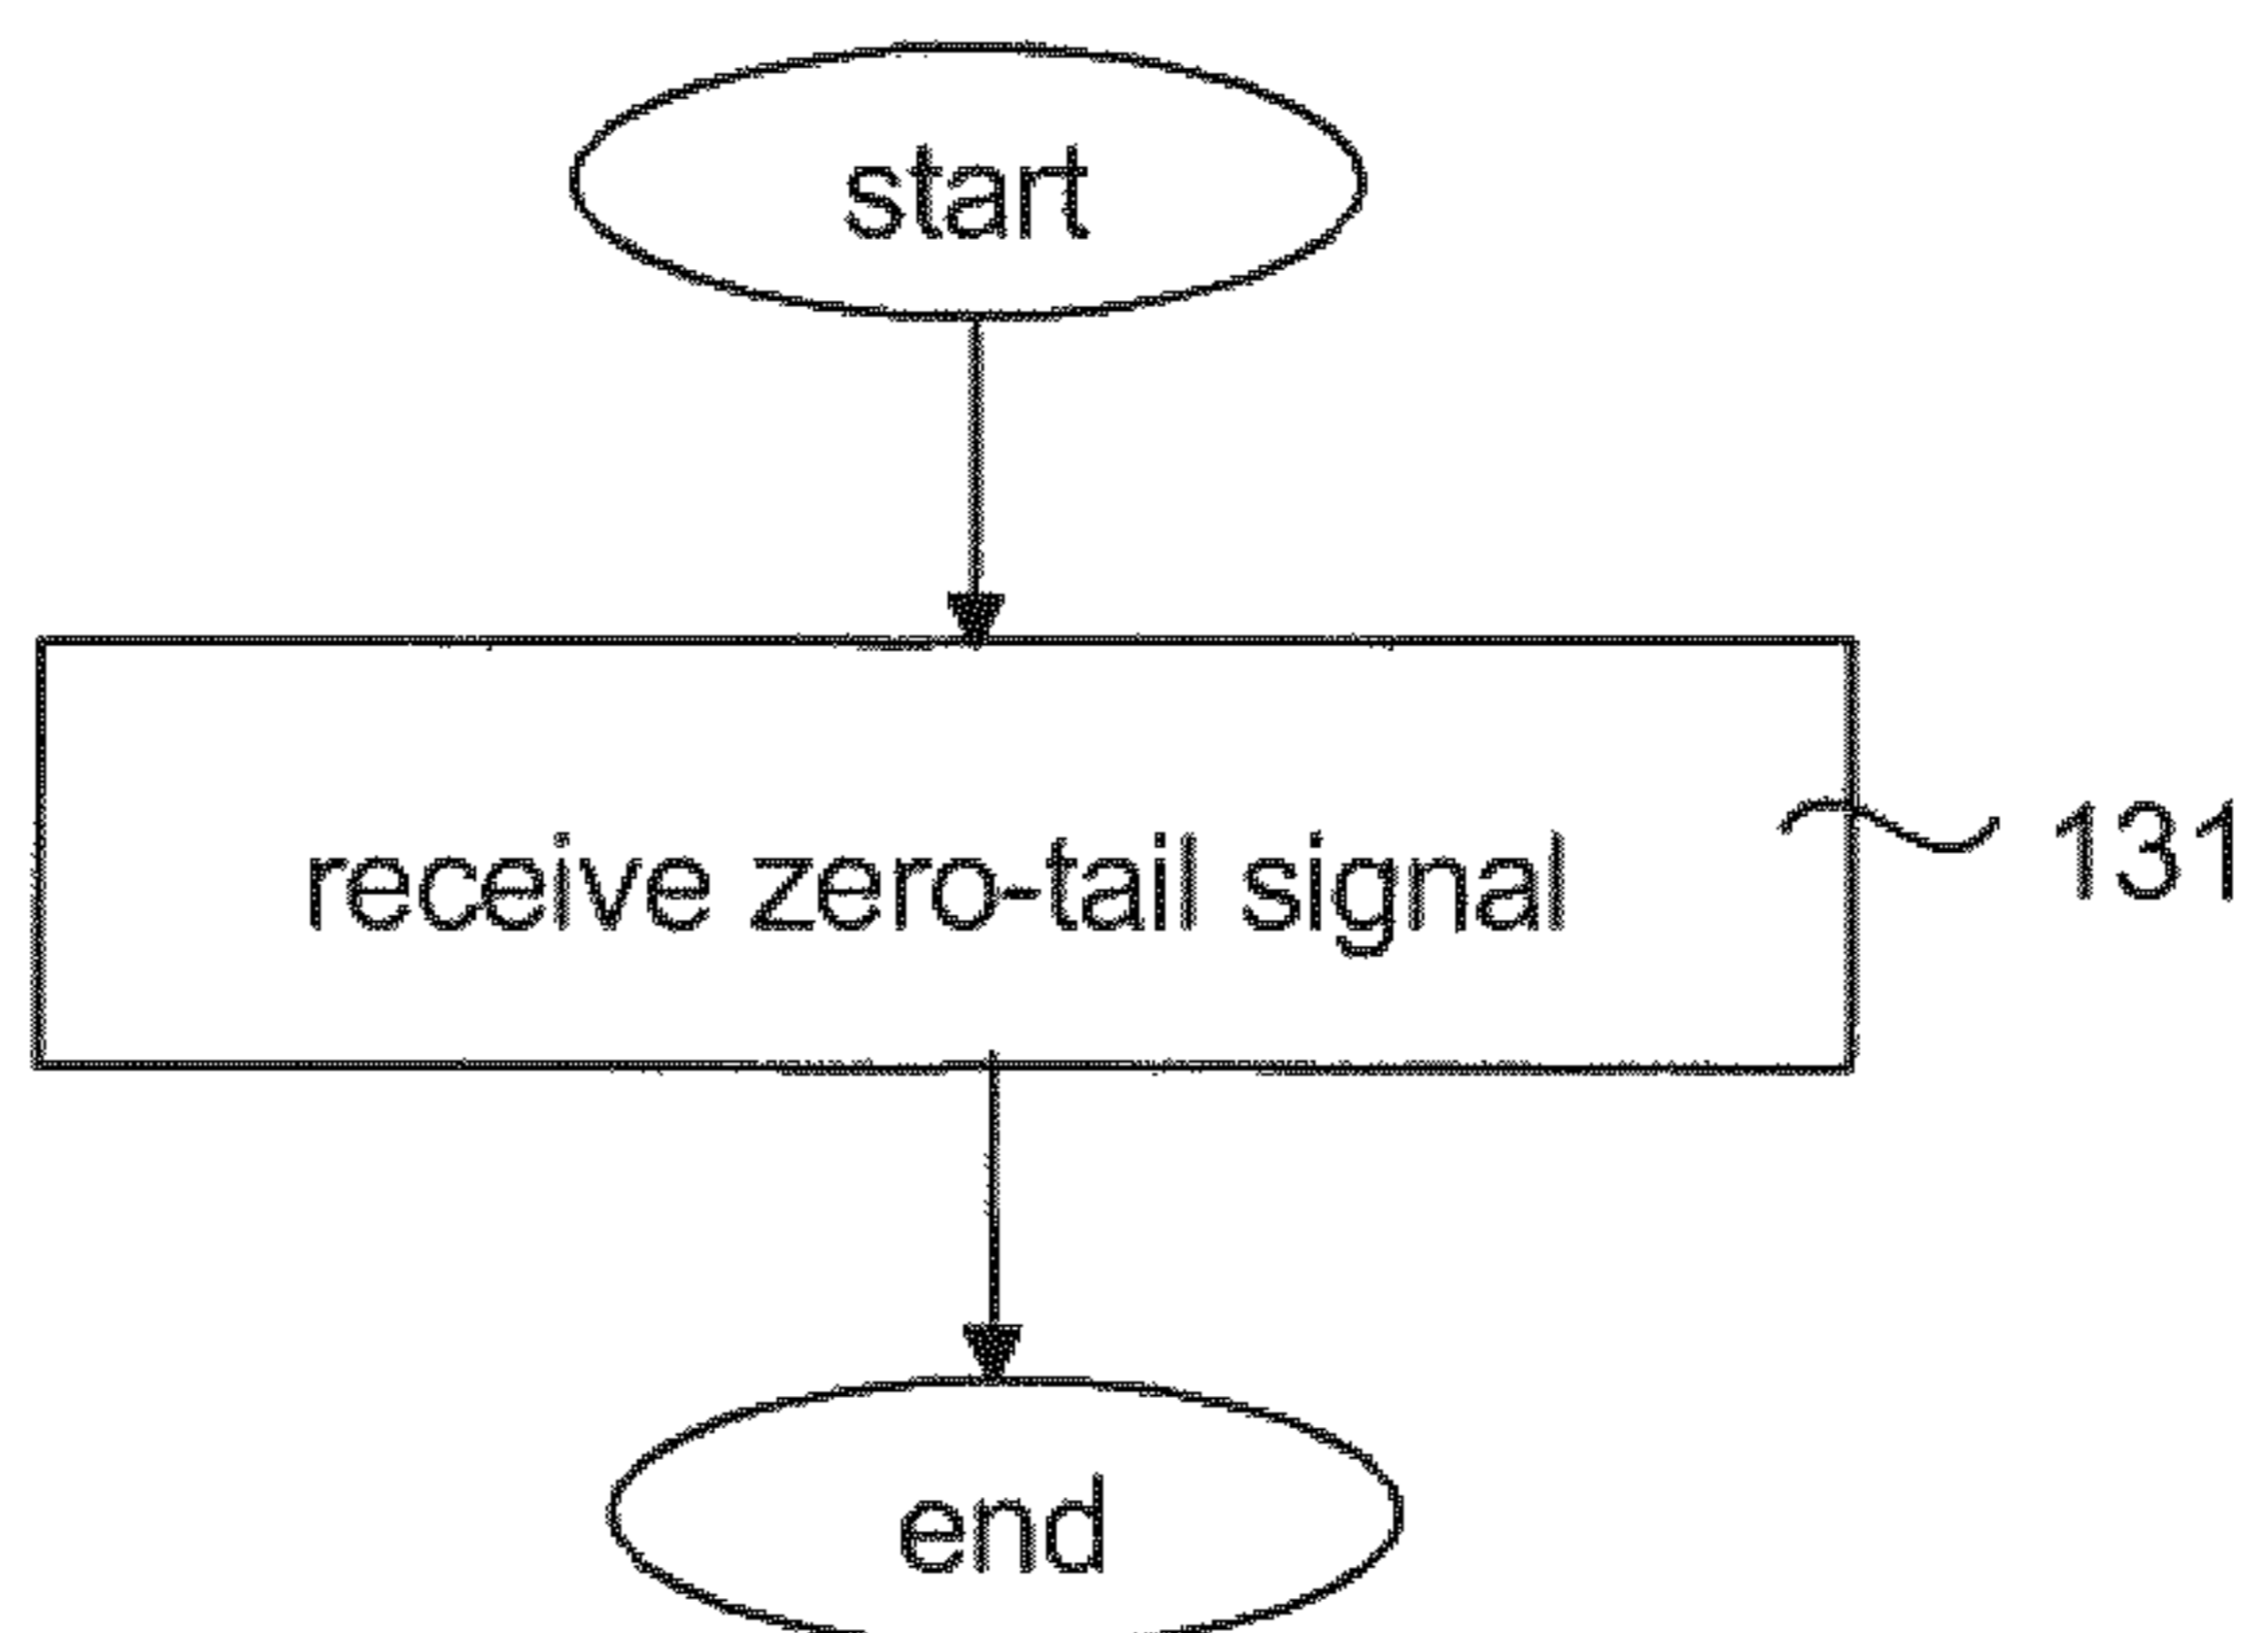 start
receive zero-tail signal
131
end